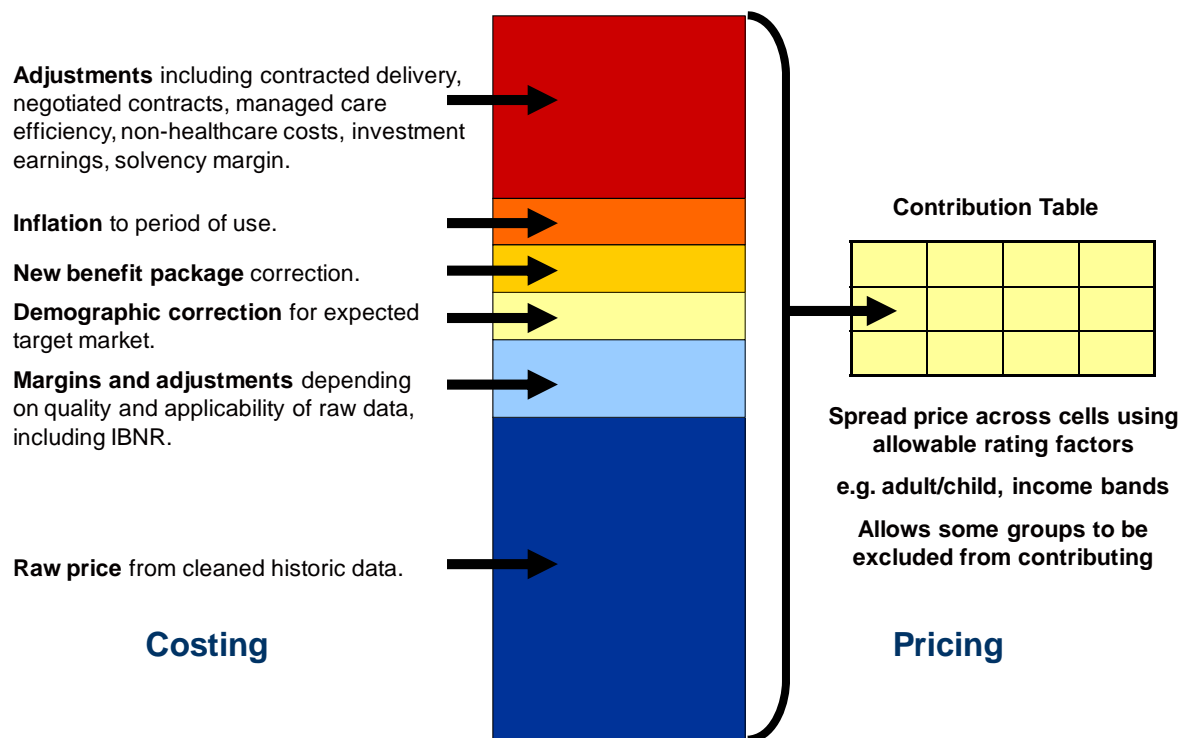 Adjustments including contracted delivery,
negotiated contracts, managed care
efficiency, non-healthcare costs, investment
earnings, solvency margin.
Inflation to period of use.
New benefit package correction.
Demographic correction for expected
target market.
Margins and adjustments depending
on quality and applicability of raw data,
including IBNR.
Raw price from cleaned historic data.
Costing
Contribution Table
Spread price across cells using
allowable rating factors
e.g. adult/child, income bands
Allows some groups to be
excluded from contributing
Pricing